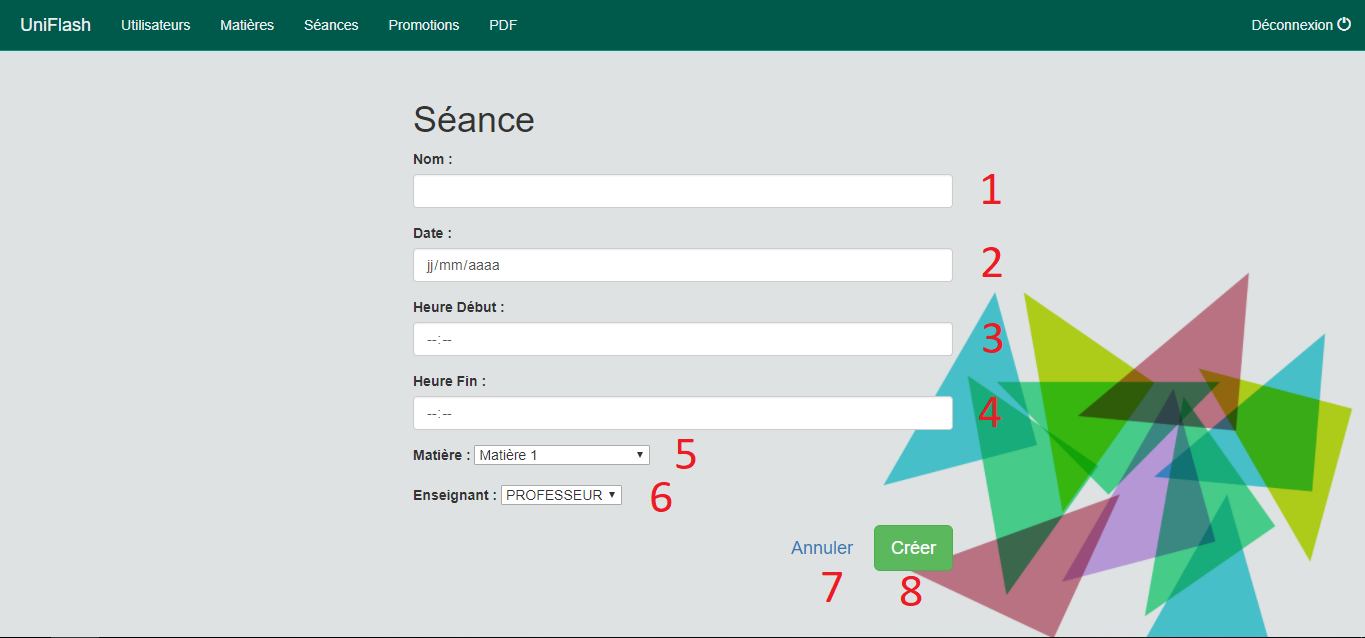 UniFlash Utilisateurs Matières Séances Promotions PDF Déconnexion
Séance
Nom :
1
Date :
jj/mm/aaaa 2
Heure Début :
--:-- 3
Heure Fin :
--:-- 4
Matière : Matière 1 5
Enseignant : PROFESSEUR 6
Annuler Créer
7 8